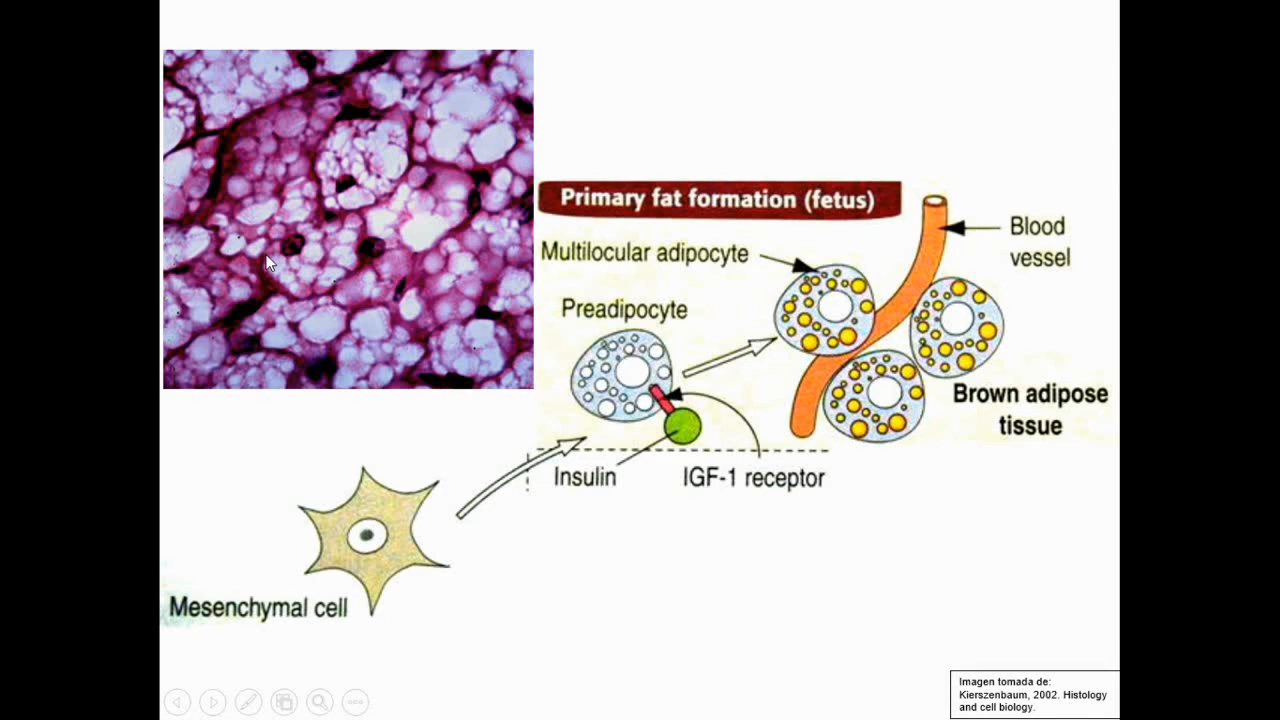 Primary fat formation (fetus)
Multilocular adipocyte
Blood
vessel
Preadipocyte
Brown adipose
tissue
Insulin
IGF-1 receptor
Mesenchymal cell
Imagen tomada de:
Kierszenbaum, 2002. Histology
and cell biology.